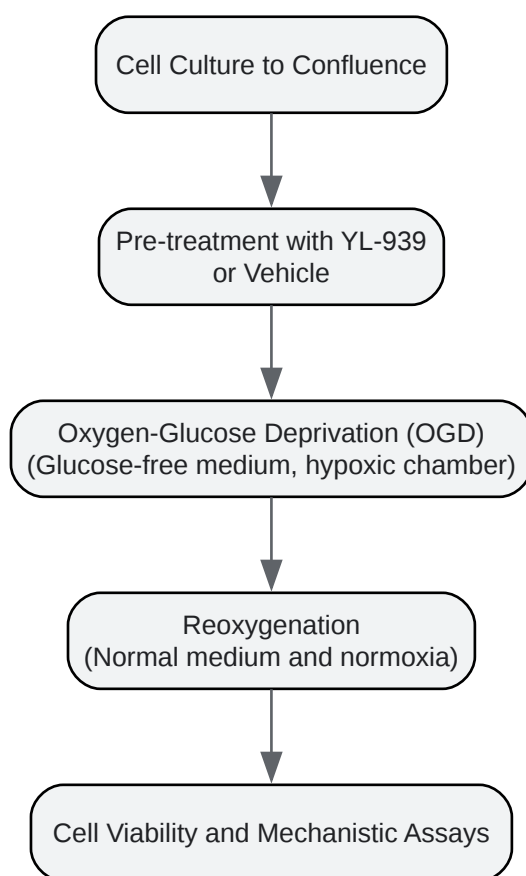 Cell Culture to Confluence
Pre-treatment with YL-939
or Vehicle
Oxygen-Glucose Deprivation (OGD)
(Glucose-free medium, hypoxic chamber)
Reoxygenation
(Normal medium and normoxia)
Cell Viability and Mechanistic Assays